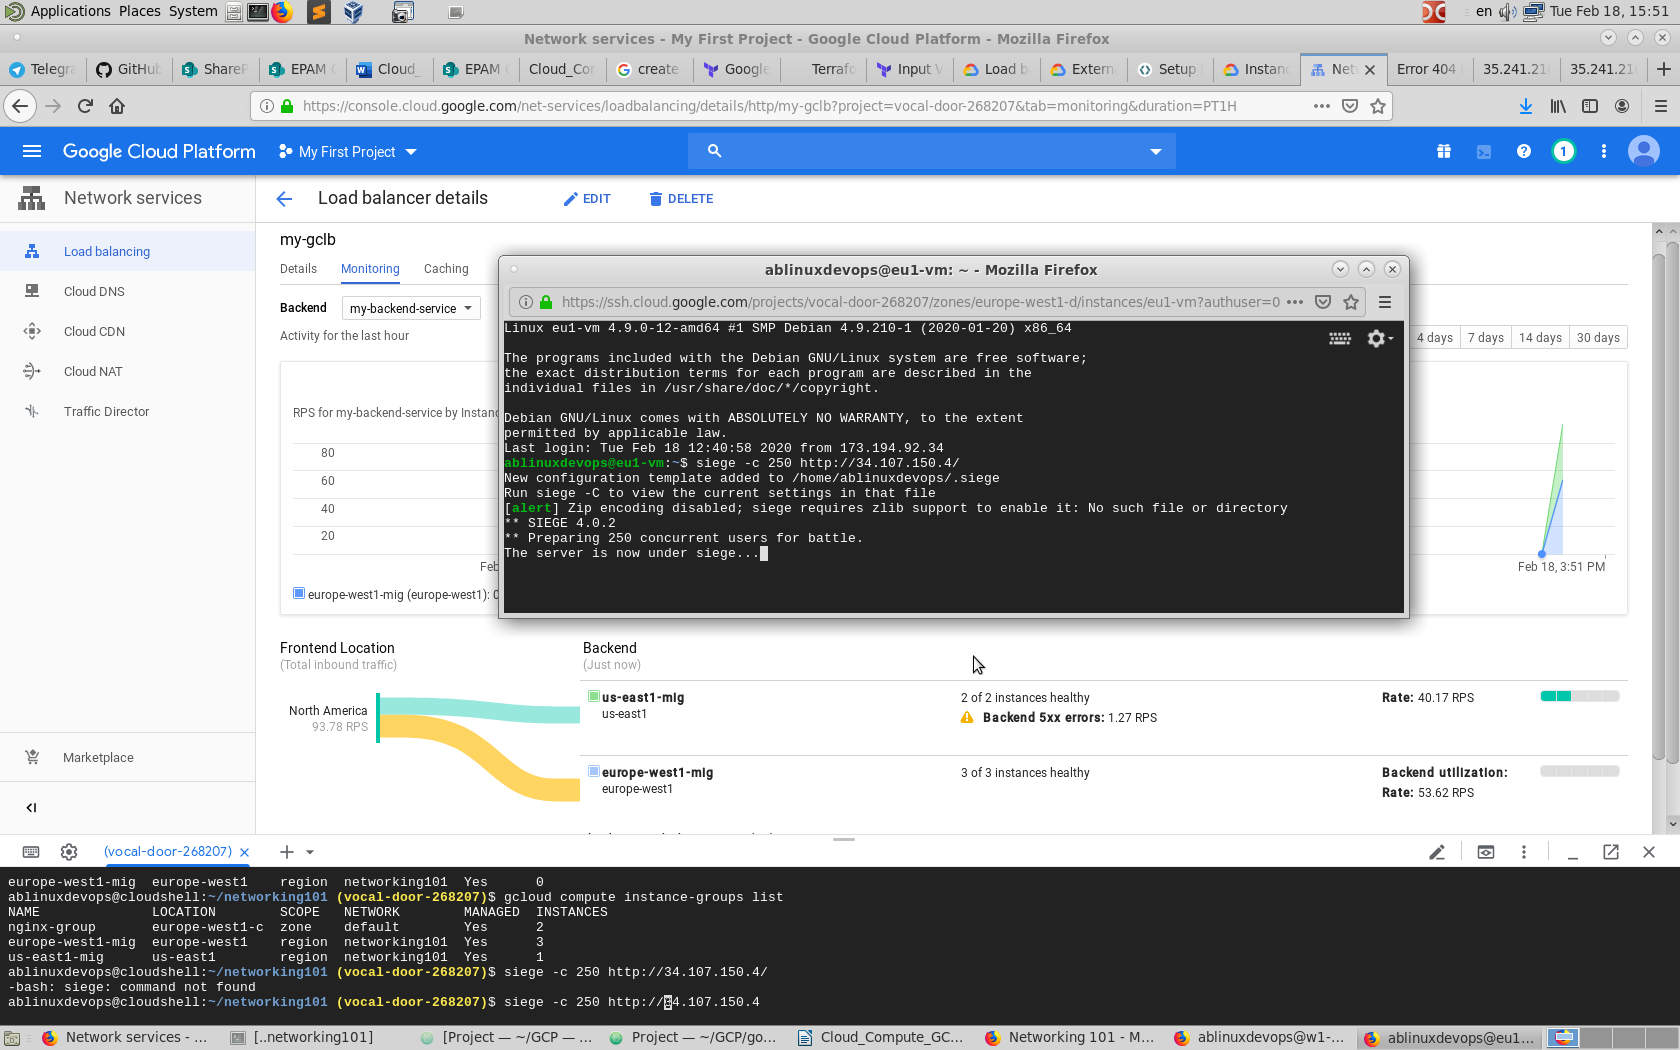 Applications Places System
en Tue Feb 18, 15:51
Network services - My First Project - Google Cloud Platform - Mozilla Firefox
Telegra GitHub ShareP EPAM Cloud_ EPAM Cloud_Cor create Google Terrafo Input V Load b Extern Setup Instanc Net Error 404 35.241.21 35.241.21
https://console.cloud.google.com/net-services/loadbalancing/details/http/my-gclb?project=vocal-door-268207&tab=monitoring&duration=PT1H
Google Cloud Platform My First Project 1
Network services
Load balancer details EDIT DELETE
Load balancing
Cloud DNS
Cloud CDN
Cloud NAT
Traffic Director
Marketplace
my-gclb
Details Monitoring Caching
Backend my-backend-service
Activity for the last hour
4 days 7 days 14 days 30 days
RPS for my-backend-service by Instanc
80
60
40
20
Feb
Feb 18, 3:51 PM
europe-west1-mig (europe-west1): 0
ablinuxdevops@eu1-vm: ~ - Mozilla Firefox
https://ssh.cloud.google.com/projects/vocal-door-268207/zones/europe-west1-d/instances/eu1-vm?authuser=0
Linux eu1-vm 4.9.0-12-amd64 #1 SMP Debian 4.9.210-1 (2020-01-20) x86_64
The programs included with the Debian GNU/Linux system are free software;
the exact distribution terms for each program are described in the
individual files in /usr/share/doc/*/copyright.
Debian GNU/Linux comes with ABSOLUTELY NO WARRANTY, to the extent
permitted by applicable law.
Last login: Tue Feb 18 12:40:58 2020 from 173.194.92.34
ablinuxdevops@eu1-vm:~$ siege -c 250 http://34.107.150.4/
New configuration template added to /home/ablinuxdevops/.siege
Run siege -C to view the current settings in that file
[alert] Zip encoding disabled; siege requires zlib support to enable it: No such file or directory
** SIEGE 4.0.2
** Preparing 250 concurrent users for battle.
The server is now under siege...
Frontend Location
(Total inbound traffic)
North America
93.78 RPS
Backend
(Just now)
us-east1-mig 2 of 2 instances healthy Rate: 40.17 RPS
us-east1 Backend 5xx errors: 1.27 RPS
europe-west1-mig 3 of 3 instances healthy Backend utilization:
europe-west1 Rate: 53.62 RPS
(vocal-door-268207)
europe-west1-mig europe-west1 region networking101 Yes 0
ablinuxdevops@cloudshell:~/networking101 (vocal-door-268207)$ gcloud compute instance-groups list
NAME LOCATION SCOPE NETWORK MANAGED INSTANCES
nginx-group europe-west1-c zone default Yes 2
europe-west1-mig europe-west1 region networking101 Yes 3
us-east1-mig us-east1 region networking101 Yes 1
ablinuxdevops@cloudshell:~/networking101 (vocal-door-268207)$ siege -c 250 http://34.107.150.4/
-bash: siege: command not found
ablinuxdevops@cloudshell:~/networking101 (vocal-door-268207)$ siege -c 250 http://34.107.150.4
Network services - ... [..networking101] [Project — ~/GCP — ... Project — ~/GCP/go... Cloud_Compute_GC... Networking 101 - M... ablinuxdevops@w1-... ablinuxdevops@eu1...